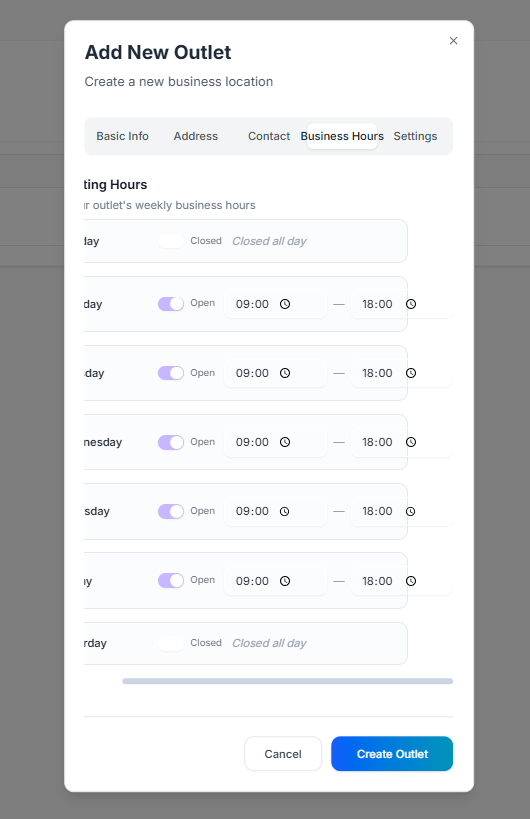 Add New Outlet
Create a new business location
Basic Info Address Contact Business Hours Settings
ting Hours
r outlet's weekly business hours
day Closed Closed all day
day Open 09:00 — 18:00
sday Open 09:00 — 18:00
nesday Open 09:00 — 18:00
rsday Open 09:00 — 18:00
y Open 09:00 — 18:00
rday Closed Closed all day
Cancel Create Outlet